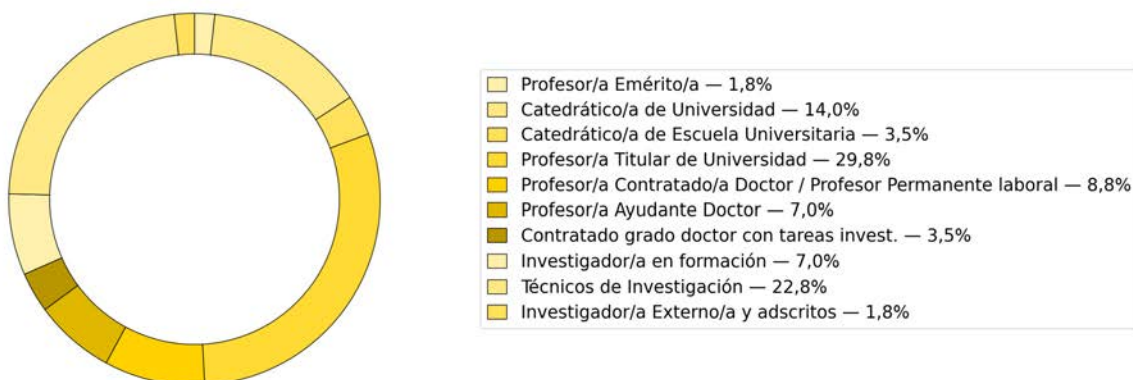 Profesor/a Emérito/a — 1,8%
Catedrático/a de Universidad — 14,0%
Catedrático/a de Escuela Universitaria — 3,5%
Profesor/a Titular de Universidad — 29,8%
Profesor/a Contratado/a Doctor / Profesor Permanente laboral — 8,8%
Profesor/a Ayudante Doctor — 7,0%
Contratado grado doctor con tareas invest. — 3,5%
Investigador/a en formación — 7,0%
Técnicos de Investigación — 22,8%
Investigador/a Externo/a y adscritos — 1,8%